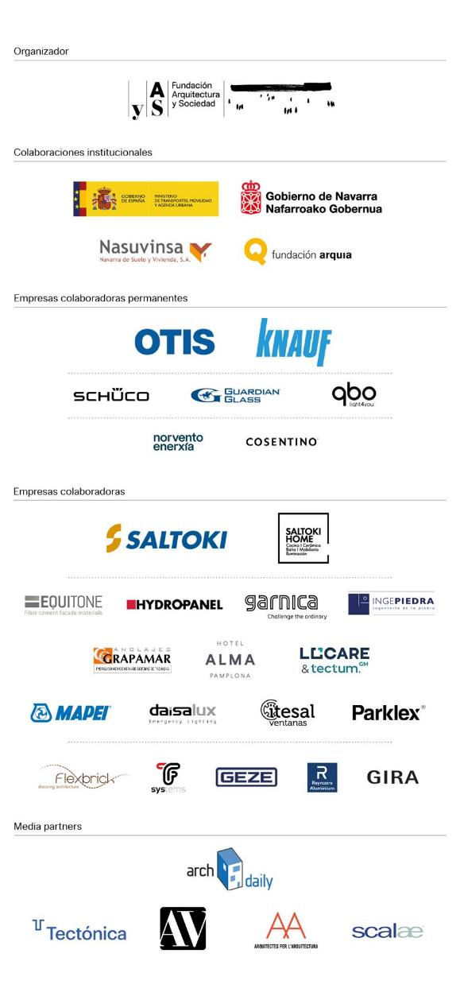 Organizador
A y S
Fundación
Arquitectura
y Sociedad
Colaboraciones institucionales
GOBIERNO
DE ESPAÑA
MINISTERIO
DE TRANSPORTES, MOVILIDAD
Y AGENDA URBANA
Gobierno de Navarra
Nafarroako Gobernua
Nasuvinsa
Navarra de Suelo y Vivienda, S.A.
fundación arquia
Empresas colaboradoras permanentes
OTIS
KNAUF
SCHÜCO
GUARDIAN
GLASS
qbo
light4you
norvento
enerxía
COSENTINO
Empresas colaboradoras
SALTOKI
SALTOKI
HOME
Cocina | Cerámica
Baño | Mobiliario
Iluminación
EQUITONE
Fibre cement facade materials
HYDROPANEL
garnica
Challenge the ordinary
INGEPIEDRA
ingeniería de la piedra
ANCLAJES
GRAPAMAR
HOTEL
ALMA
PAMPLONA
LOCARE
& tectum.GM
MAPEI
daisalux
Emergency Lighting
itesal
ventanas
Parklex®
Flexbrick
dressing architecture
TF
systems
GEZE
R
Reynaers
Aluminium
GIRA
Media partners
arch
daily
Tectónica
AV
AA
ARQUITECTES PER L'ARQUITECTURA
scalae